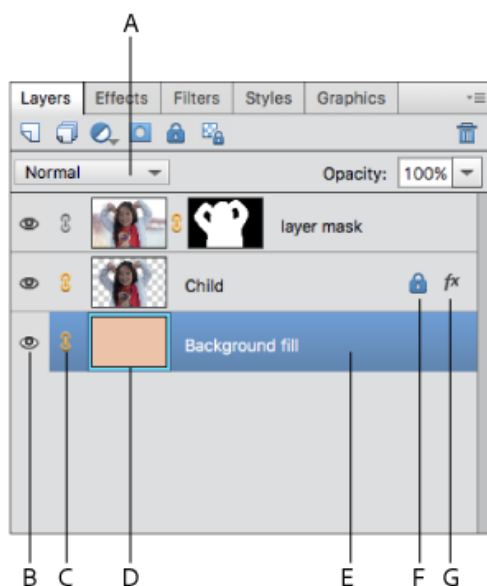 A
Layers Effects Filters Styles Graphics
Normal Opacity: 100%
layer mask
Child fx
Background fill
B C D E F G